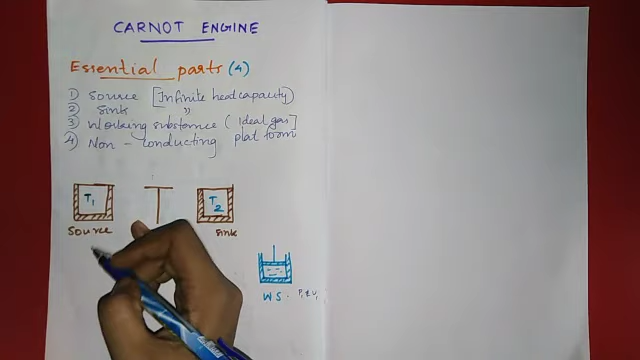 CARNOT ENGINE
Essential parts (4)
① Source [Infinite heat capacity)
② Sink "
③ Working substance ( Ideal gas]
④ Non - conducting plat form
T1
T2
Source
sink
WS.